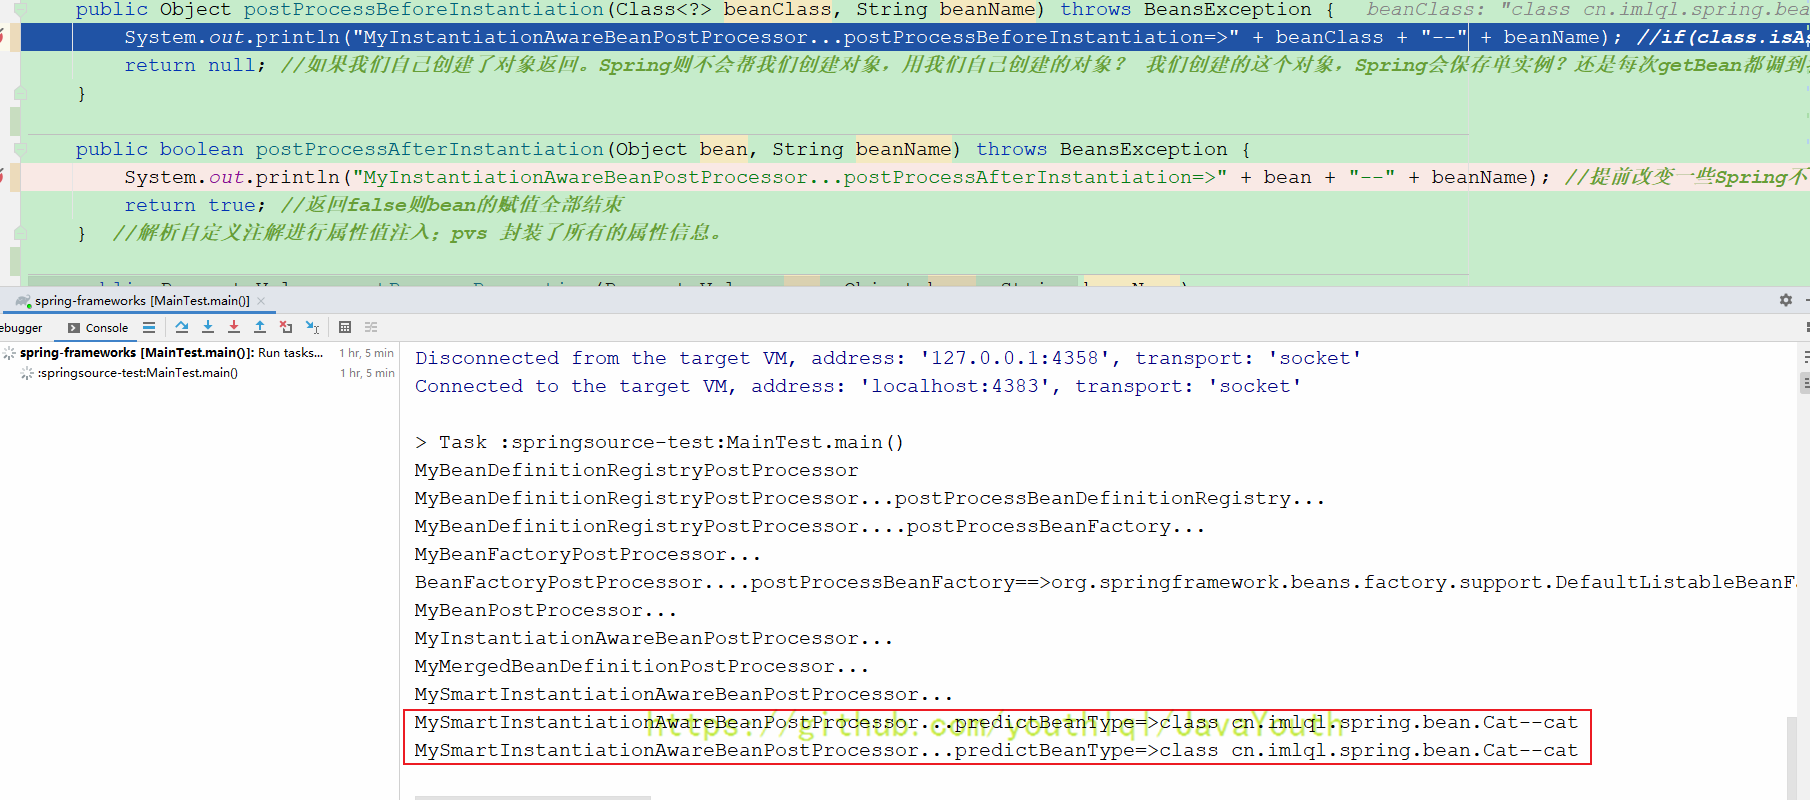 public Object postProcessBeforeInstantiation(Class<?> beanClass, String beanName) throws BeansException {   beanClass: "class cn.imlql.spring.bea
System.out.println("MyInstantiationAwareBeanPostProcessor...postProcessBeforeInstantiation=>" + beanClass + "--" + beanName); //if(class.isAs
return null; //如果我们自己创建了对象返回。Spring则不会帮我们创建对象，用我们自己创建的对象？ 我们创建的这个对象，Spring会保存单实例？还是每次getBean都调到
}
public boolean postProcessAfterInstantiation(Object bean, String beanName) throws BeansException {
System.out.println("MyInstantiationAwareBeanPostProcessor...postProcessAfterInstantiation=>" + bean + "--" + beanName); //提前改变一些Spring不
return true; //返回false则bean的赋值全部结束
}  //解析自定义注解进行属性值注入；pvs 封装了所有的属性信息。
spring-frameworks [MainTest.main()]
ebugger Console
spring-frameworks [MainTest.main()]: Run tasks... 1 hr, 5 min
:springsource-test:MainTest.main() 1 hr, 5 min
Disconnected from the target VM, address: '127.0.0.1:4358', transport: 'socket'
Connected to the target VM, address: 'localhost:4383', transport: 'socket'
> Task :springsource-test:MainTest.main()
MyBeanDefinitionRegistryPostProcessor
MyBeanDefinitionRegistryPostProcessor...postProcessBeanDefinitionRegistry...
MyBeanDefinitionRegistryPostProcessor....postProcessBeanFactory...
MyBeanFactoryPostProcessor...
BeanFactoryPostProcessor....postProcessBeanFactory==>org.springframework.beans.factory.support.DefaultListableBeanFa
MyBeanPostProcessor...
MyInstantiationAwareBeanPostProcessor...
MyMergedBeanDefinitionPostProcessor...
MySmartInstantiationAwareBeanPostProcessor...
MySmartInstantiationAwareBeanPostProcessor...predictBeanType=>class cn.imlql.spring.bean.Cat--cat
https://github.com/youthlql/JavaYouth
MySmartInstantiationAwareBeanPostProcessor...predictBeanType=>class cn.imlql.spring.bean.Cat--cat